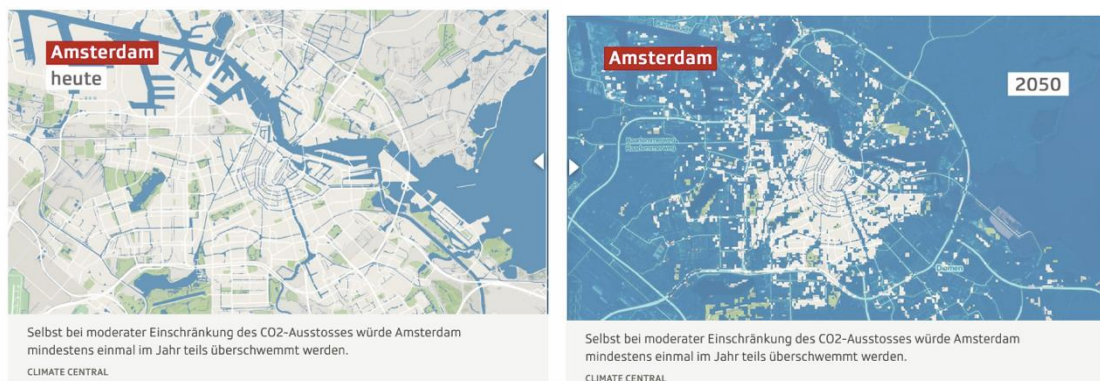 Amsterdam
heute
Selbst bei moderater Einschränkung des CO2-Ausstosses würde Amsterdam
mindestens einmal im Jahr teils überschwemmt werden.
CLIMATE CENTRAL
Amsterdam
2050
Diemen
Selbst bei moderater Einschränkung des CO2-Ausstosses würde Amsterdam
mindestens einmal im Jahr teils überschwemmt werden.
CLIMATE CENTRAL